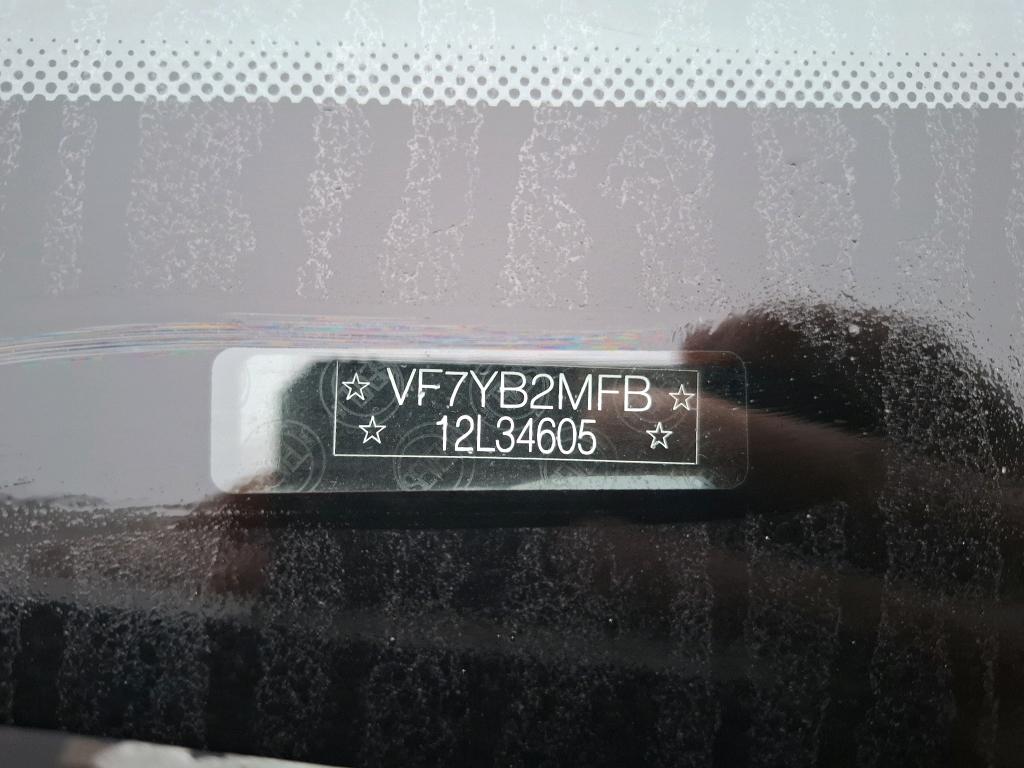 ☆ VF7YB2MFB ☆
☆ 12L34605 ☆